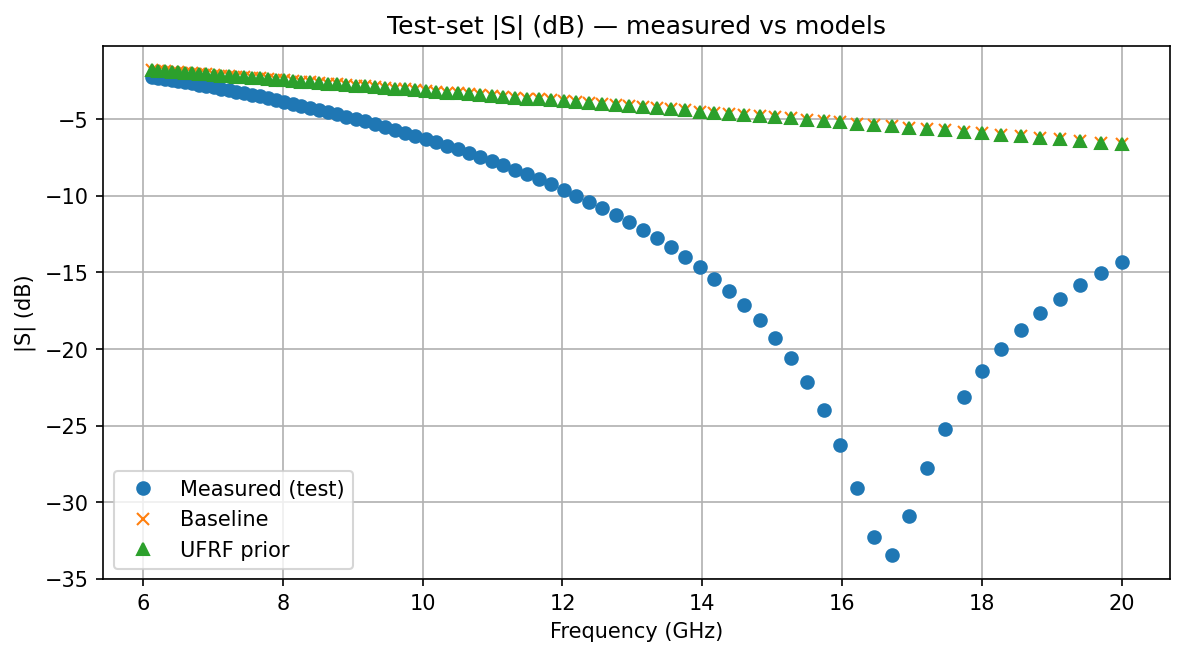 Test-set |S| (dB) — measured vs models
|S| (dB)
−5
−10
−15
−20
−25
−30
−35
Measured (test)
Baseline
UFRF prior
6
8
10
12
14
16
18
20
Frequency (GHz)